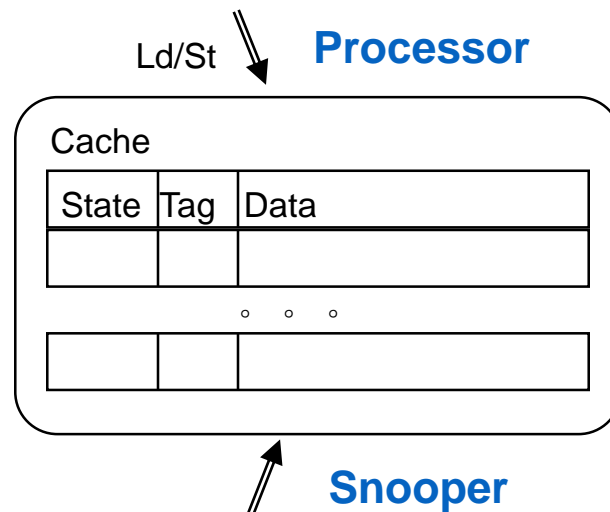 Ld/St Processor
Cache
State Tag Data
Snooper